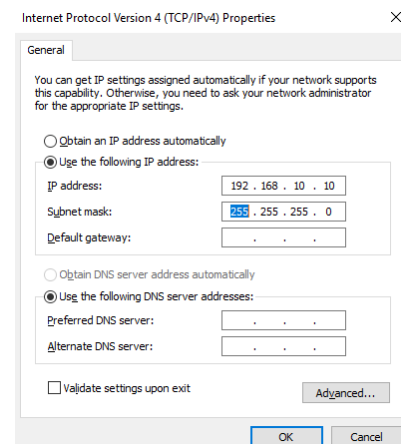 Internet Protocol Version 4 (TCP/IPv4) Properties
General
You can get IP settings assigned automatically if your network supports
this capability. Otherwise, you need to ask your network administrator
for the appropriate IP settings.
Obtain an IP address automatically
Use the following IP address:
IP address: 192 . 168 . 10 . 10
Subnet mask: 255 . 255 . 255 . 0
Default gateway: . . .
Obtain DNS server address automatically
Use the following DNS server addresses:
Preferred DNS server: . . .
Alternate DNS server: . . .
Validate settings upon exit
Advanced...
OK Cancel